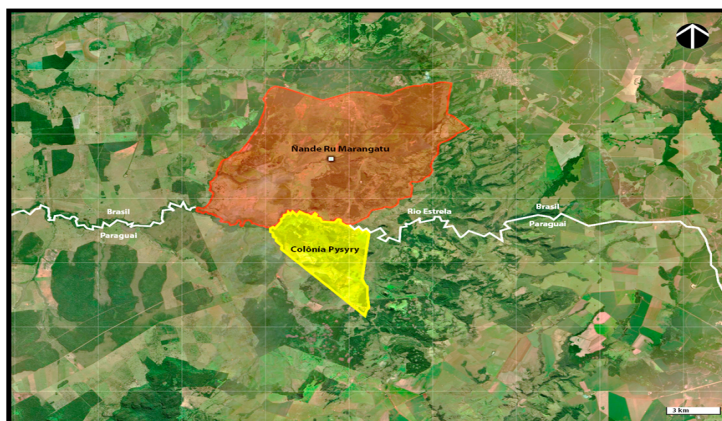 Ñande Ru Marangatu
Brasil
Paraguai
Rio Estrela
Brasil
Paraguai
Colônia Pysyry
3 km